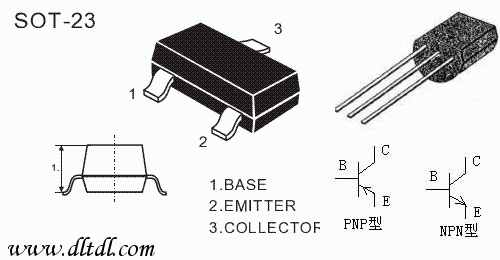 SOT-23
3
1
2
1.
1.BASE
2.EMITTER
3.COLLECTOR
B
C
E
PNP型
B
C
E
NPN型
www.dltdl.com